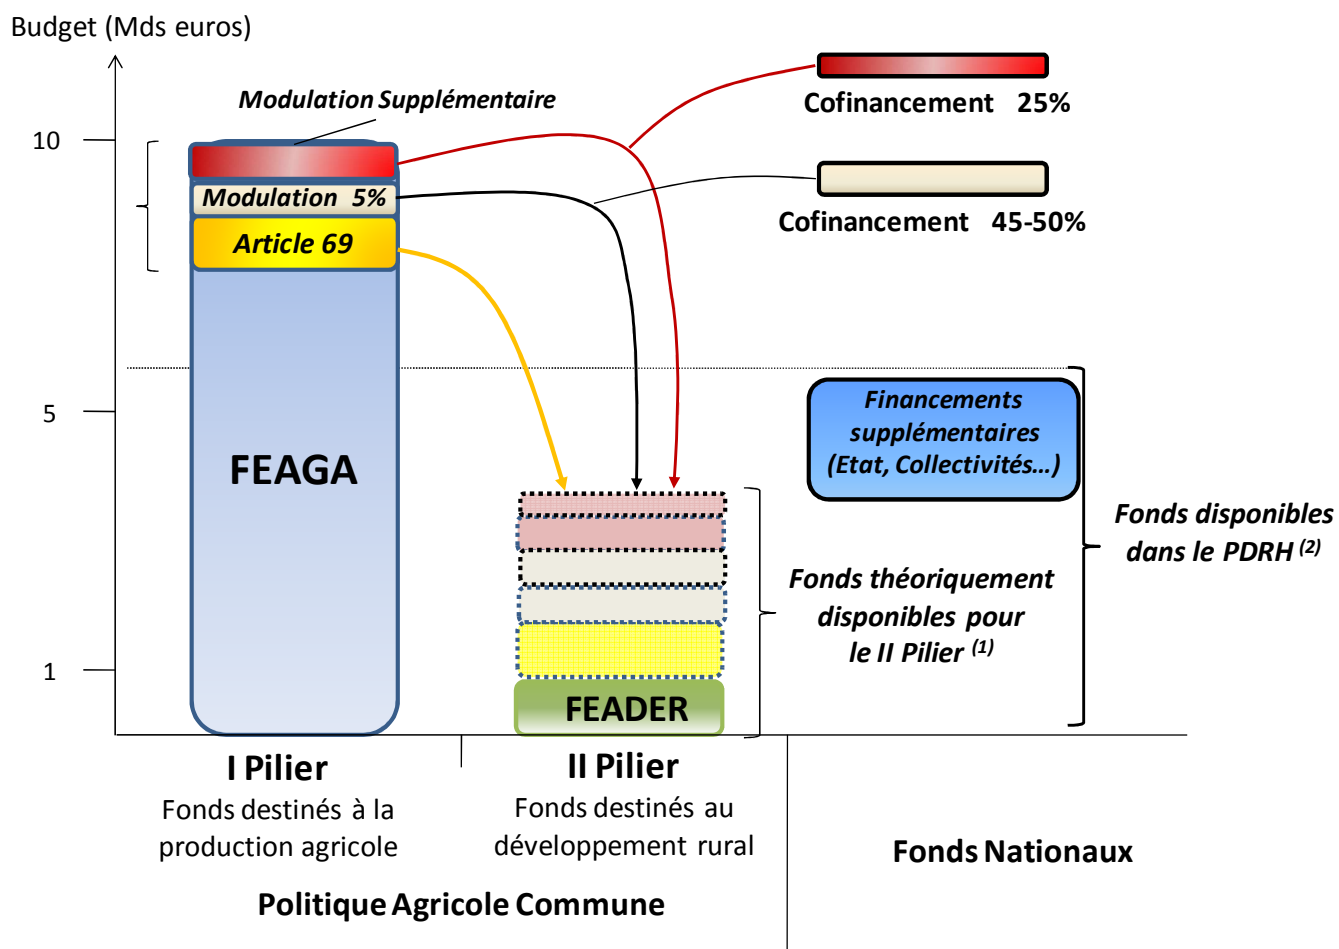 Budget (Mds euros)
Modulation Supplémentaire
10
5
1
Modulation 5%
Article 69
FEAGA
Cofinancement 25%
Cofinancement 45-50%
Financements
supplémentaires
(Etat, Collectivités...)
Fonds disponibles
dans le PDRH (2)
Fonds théoriquement
disponibles pour
le II Pilier (1)
FEADER
I Pilier
Fonds destinés à la
production agricole
II Pilier
Fonds destinés au
développement rural
Fonds Nationaux
Politique Agricole Commune